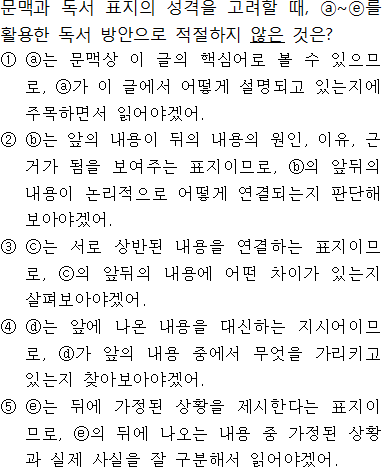 문맥과 독서 표지의 성격을 고려할 때, ⓐ~ⓔ를
활용한 독서 방안으로 적절하지 않은 것은?
① ⓐ는 문맥상 이 글의 핵심어로 볼 수 있으므
로, ⓐ가 이 글에서 어떻게 설명되고 있는지에
주목하면서 읽어야겠어.
② ⓑ는 앞의 내용이 뒤의 내용의 원인, 이유, 근
거가 됨을 보여주는 표지이므로, ⓑ의 앞뒤의
내용이 논리적으로 어떻게 연결되는지 판단해
보아야겠어.
③ ⓒ는 서로 상반된 내용을 연결하는 표지이므
로, ⓒ의 앞뒤의 내용에 어떤 차이가 있는지
살펴보아야겠어.
④ ⓓ는 앞에 나온 내용을 대신하는 지시어이므
로, ⓓ가 앞의 내용 중에서 무엇을 가리키고
있는지 찾아보아야겠어.
⑤ ⓔ는 뒤에 가정된 상황을 제시한다는 표지이
므로, ⓔ의 뒤에 나오는 내용 중 가정된 상황
과 실제 사실을 잘 구분해서 읽어야겠어.